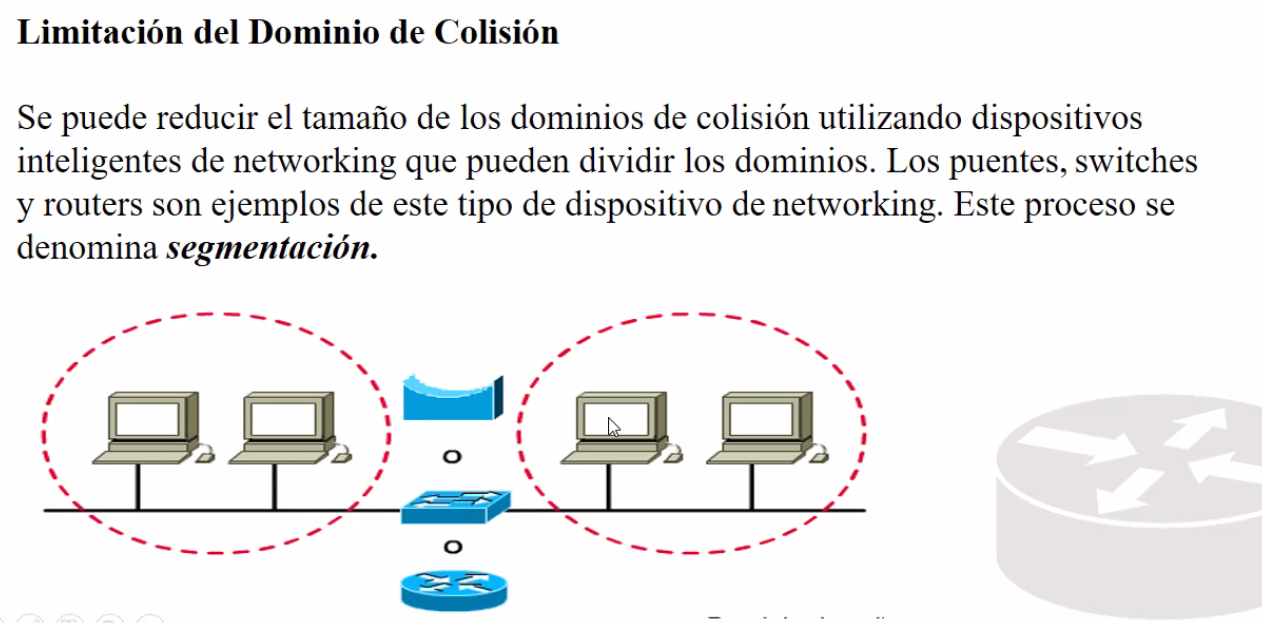 Limitación del Dominio de Colisión
Se puede reducir el tamaño de los dominios de colisión utilizando dispositivos
inteligentes de networking que pueden dividir los dominios. Los puentes, switches
y routers son ejemplos de este tipo de dispositivo de networking. Este proceso se
denomina segmentación.
o
o